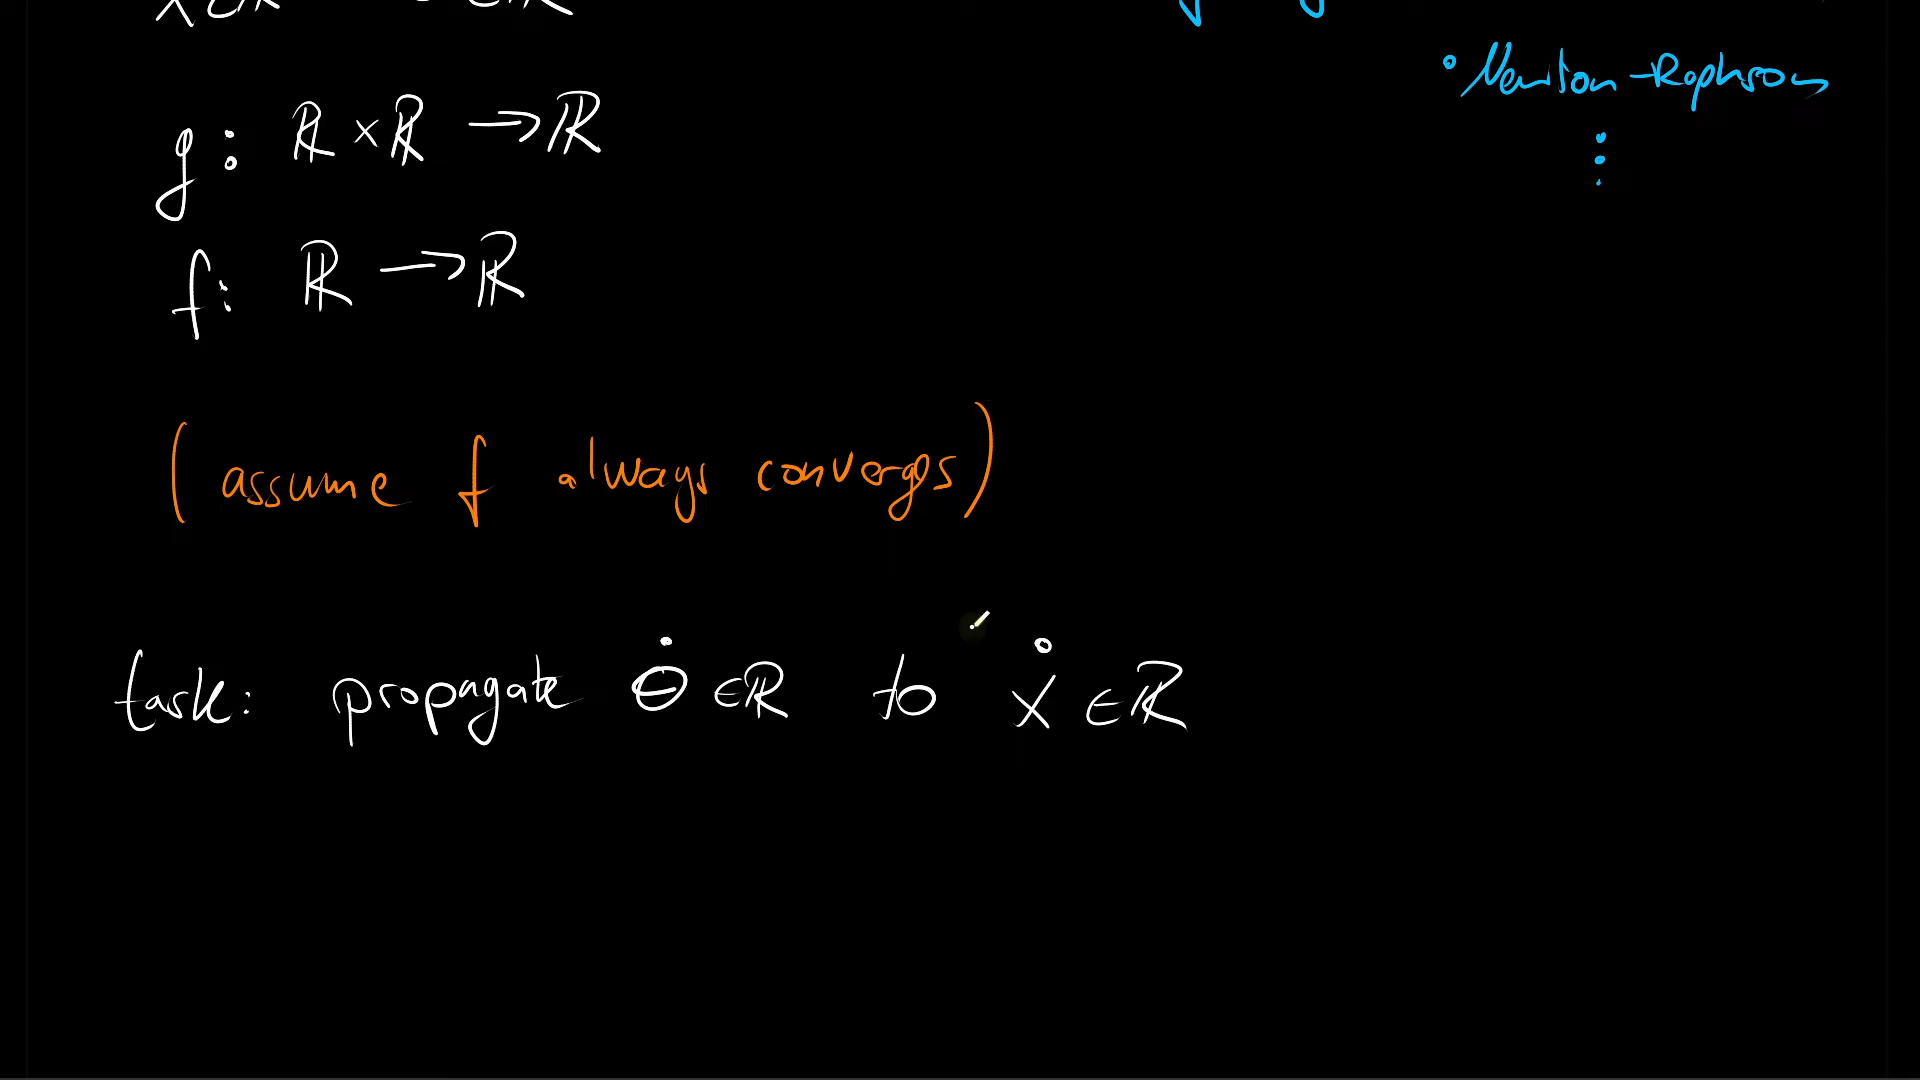 • Newton-Raphson
⋮
g: ℝ × ℝ → ℝ
f: ℝ → ℝ
(assume f always converges)
task: propagate θ̇ ∈ ℝ to ẋ ∈ ℝ